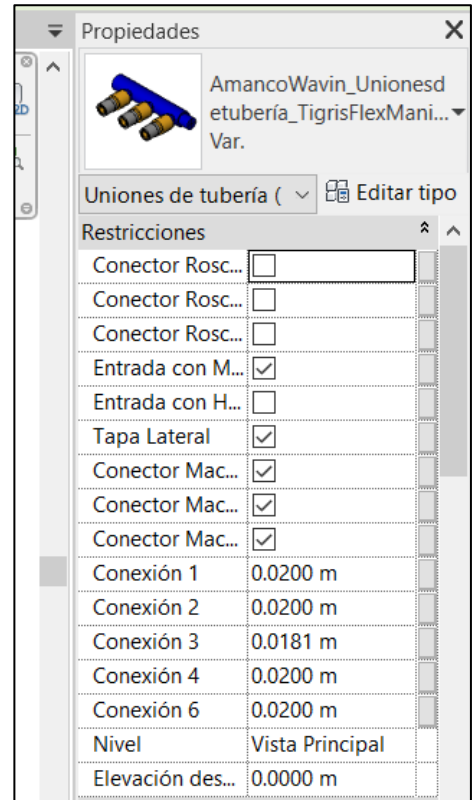 Propiedades
AmancoWavin_Unionesd
etubería_TigrisFlexMani...
Var.
Uniones de tubería (
Editar tipo
Restricciones
Conector Rosc...
Conector Rosc...
Conector Rosc...
Entrada con M...
Entrada con H...
Tapa Lateral
Conector Mac...
Conector Mac...
Conector Mac...
Conexión 1 0.0200 m
Conexión 2 0.0200 m
Conexión 3 0.0181 m
Conexión 4 0.0200 m
Conexión 6 0.0200 m
Nivel Vista Principal
Elevación des... 0.0000 m